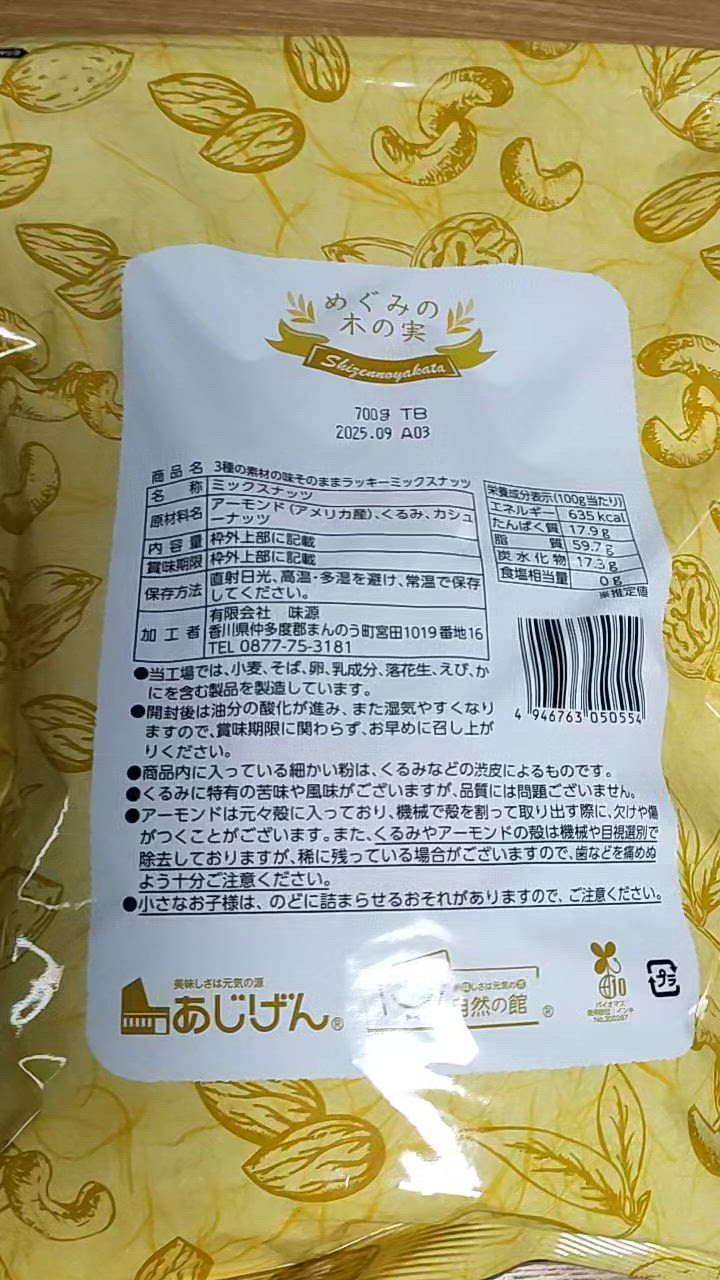 めぐみの
木の実
Shizennoyakata
700g TB
2025.09 A03
商品名 3種の素材の味そのままラッキーミックスナッツ
名称 ミックスナッツ
原材料名 アーモンド(アメリカ産)、くるみ、カシュ
ーナッツ
内容量 枠外上部に記載
賞味期限 枠外上部に記載
保存方法 直射日光、高温・多湿を避け、常温で保存
してください。
加工者 有限会社 味源
香川県仲多度郡まんのう町宮田1019番地16
TEL 0877-75-3181
栄養成分表示(100g当たり)
エネルギー 635kcal
たんぱく質 17.9g
脂質 59.7g
炭水化物 17.3g
食塩相当量 0g
※推定値
4 946763 050554
●当工場では、小麦、そば、卵、乳成分、落花生、えび、か
にを含む製品を製造しています。
●開封後は油分の酸化が進み、また湿気やすくなり
ますので、賞味期限に関わらず、お早めに召し上が
りください。
●商品内に入っている細かい粉は、くるみなどの渋皮によるものです。
●くるみに特有の苦味や風味がございますが、品質には問題ございません。
●アーモンドは元々殻に入っており、機械で殻を割って取り出す際に、欠けや傷
がつくことがございます。また、くるみやアーモンドの殻は機械や目視選別で
除去しておりますが、稀に残っている場合がございますので、歯などを痛めぬ
よう十分ご注意ください。
●小さなお子様は、のどに詰まらせるおそれがありますので、ご注意ください。
美味しさは元気の源
あじげん®
しさは元気の源
自然の館®
10
バイオマス
No.200287
プラ